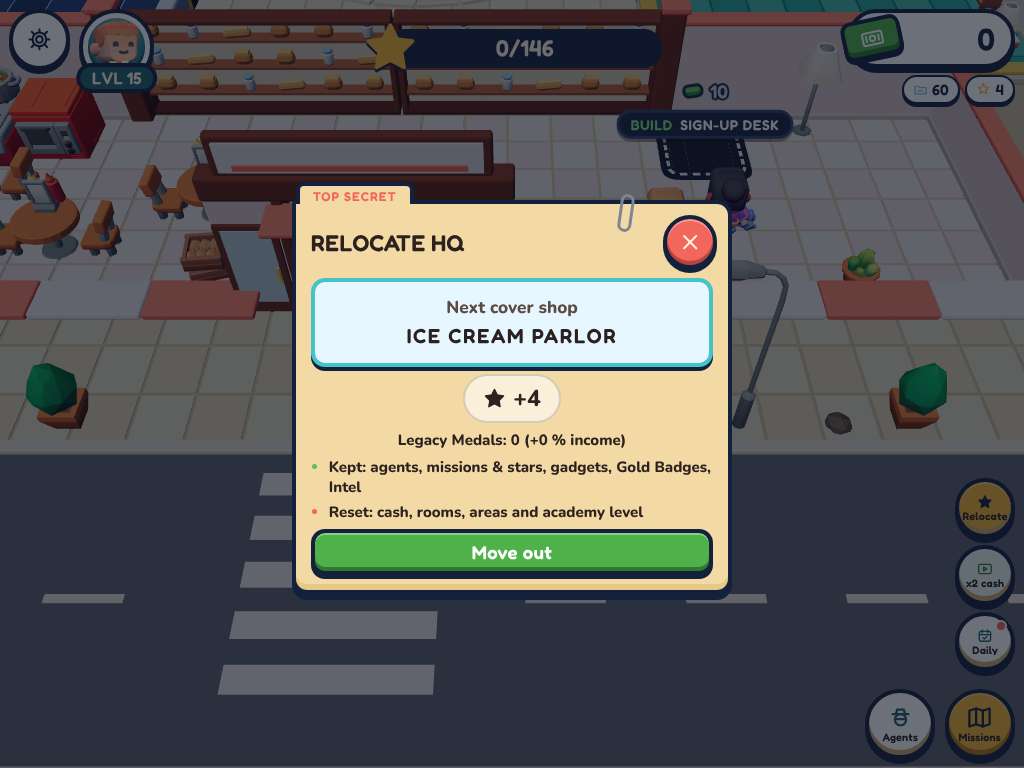 LVL 15
0/146
0
60
4
10
BUILD SIGN-UP DESK
TOP SECRET
RELOCATE HQ
Next cover shop
ICE CREAM PARLOR
+4
Legacy Medals: 0 (+0 % income)
• Kept: agents, missions & stars, gadgets, Gold Badges,
Intel
• Reset: cash, rooms, areas and academy level
Move out
Relocate
x2 cash
Daily
Agents
Missions